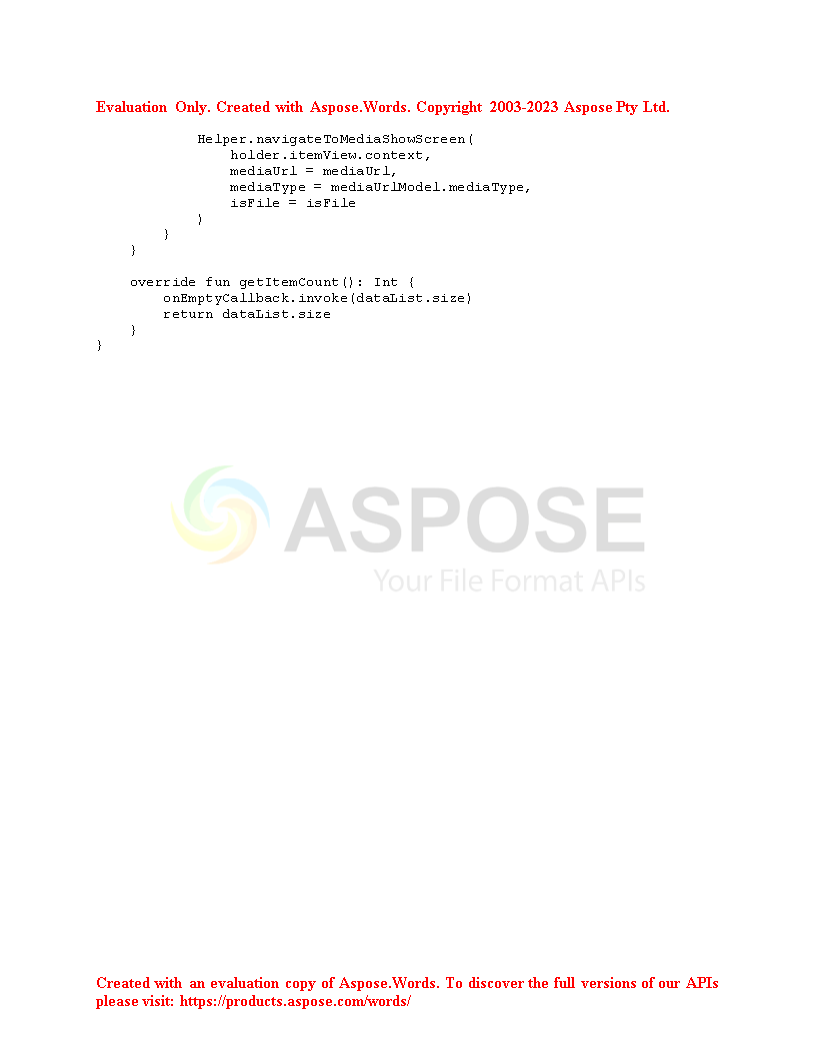 Evaluation Only. Created with Aspose.Words. Copyright 2003-2023 Aspose Pty Ltd.
            Helper.navigateToMediaShowScreen(
                holder.itemView.context,
                mediaUrl = mediaUrl,
                mediaType = mediaUrlModel.mediaType,
                isFile = isFile
            )
        }
    }

    override fun getItemCount(): Int {
        onEmptyCallback.invoke(dataList.size)
        return dataList.size
    }
}
ASPOSE
Your File Format APIs
Created with an evaluation copy of Aspose.Words. To discover the full versions of our APIs
please visit: https://products.aspose.com/words/